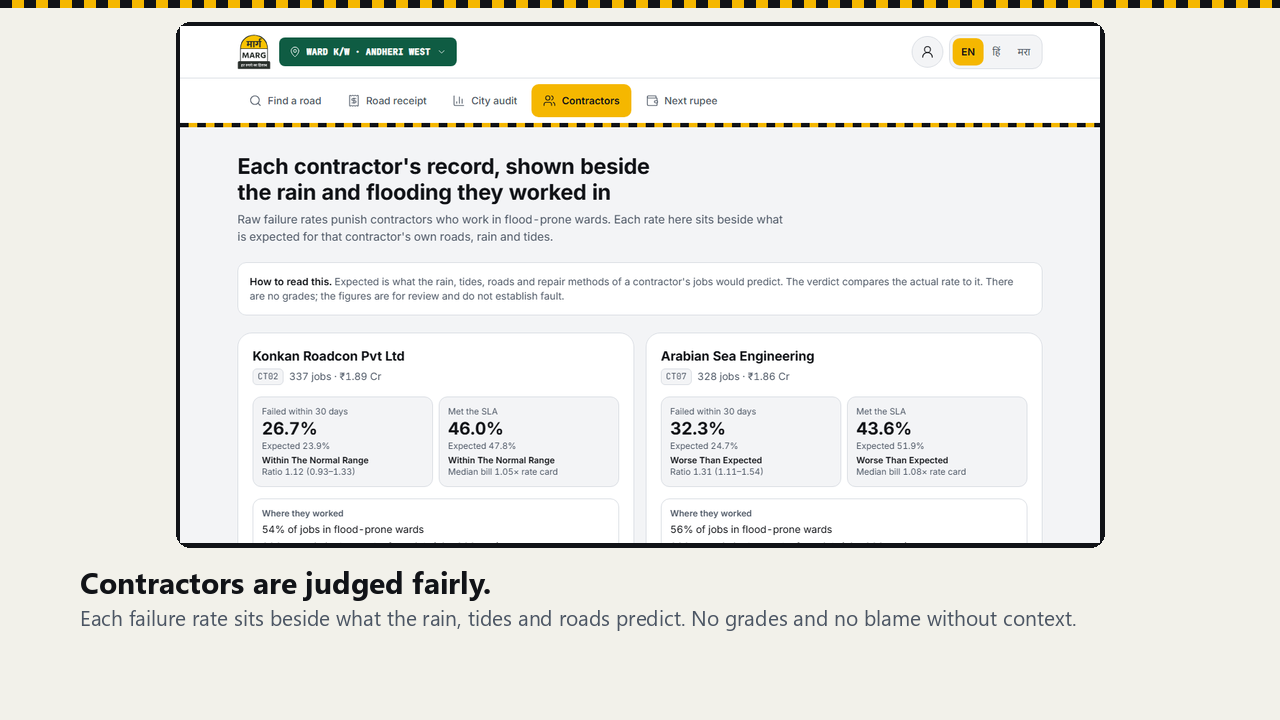 मार्ग
MARG
WARD K/W · ANDHERI WEST
EN
हिं
मरा
Find a road
Road receipt
City audit
Contractors
Next rupee
Each contractor's record, shown beside
the rain and flooding they worked in
Raw failure rates punish contractors who work in flood-prone wards. Each rate here sits beside what
is expected for that contractor's own roads, rain and tides.
How to read this. Expected is what the rain, tides, roads and repair methods of a contractor's jobs would predict. The verdict compares the actual rate to it. There
are no grades; the figures are for review and do not establish fault.
Konkan Roadcon Pvt Ltd
CT02 337 jobs · ₹1.89 Cr
Failed within 30 days
26.7%
Expected 23.9%
Within The Normal Range
Ratio 1.12 (0.93–1.33)
Met the SLA
46.0%
Expected 47.8%
Within The Normal Range
Median bill 1.05× rate card
Where they worked
54% of jobs in flood-prone wards
Arabian Sea Engineering
CT07 328 jobs · ₹1.86 Cr
Failed within 30 days
32.3%
Expected 24.7%
Worse Than Expected
Ratio 1.31 (1.11–1.54)
Met the SLA
43.6%
Expected 51.9%
Worse Than Expected
Median bill 1.08× rate card
Where they worked
56% of jobs in flood-prone wards
Contractors are judged fairly.
Each failure rate sits beside what the rain, tides and roads predict. No grades and no blame without context.